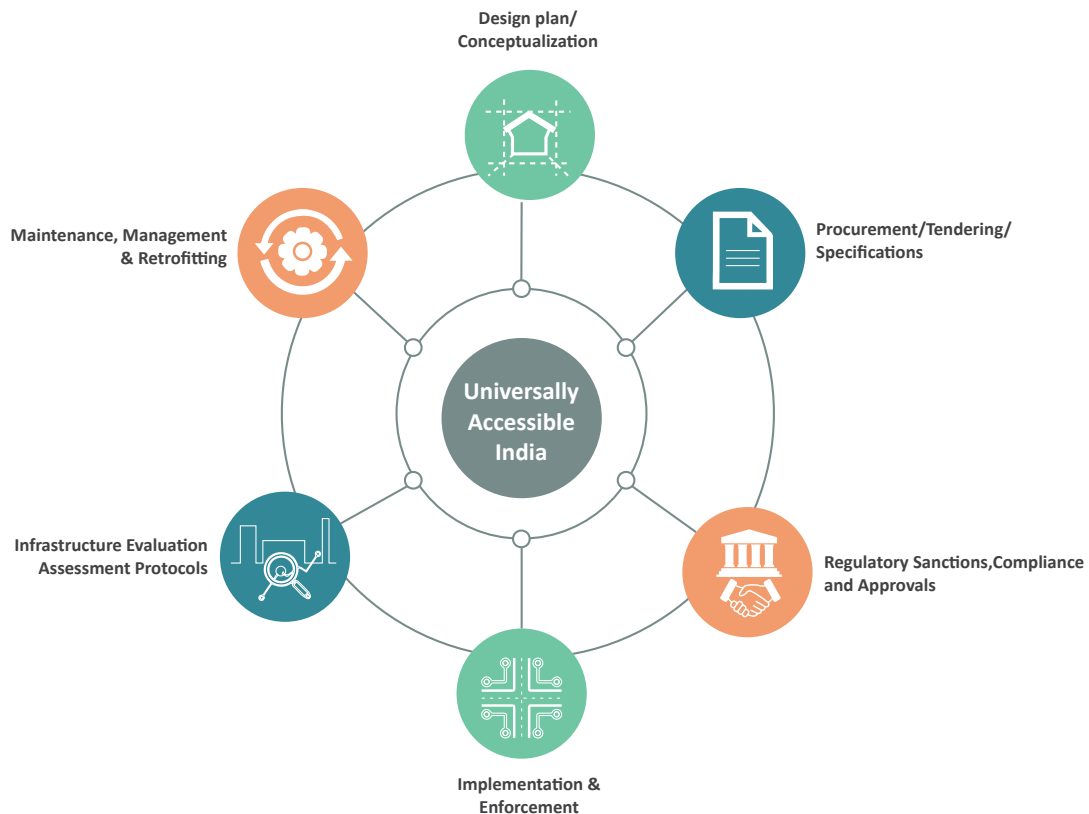 Design plan/
Conceptualization
Procurement/Tendering/
Specifications
Maintenance, Management
& Retrofitting
Universally
Accessible
India
Infrastructure Evaluation
Assessment Protocols
Regulatory Sanctions,Compliance
and Approvals
Implementation &
Enforcement